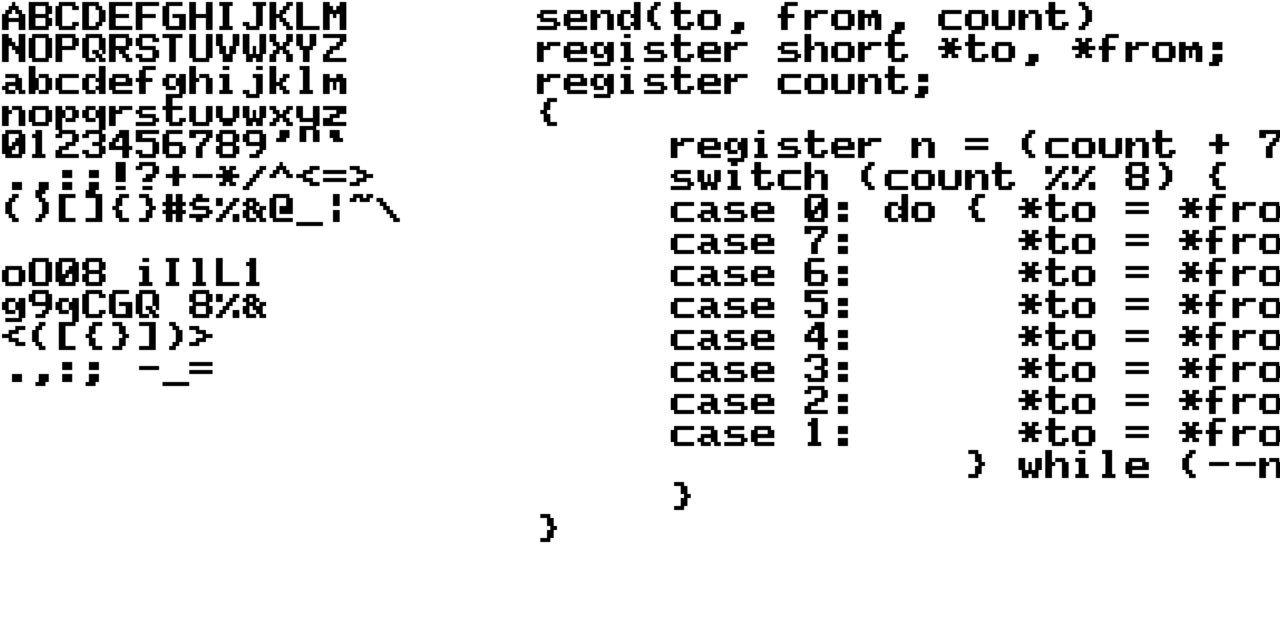 ABCDEFGHIJKLM
NOPQRSTUVWXYZ
abcdefghijklm
nopqrstuvwxyz
0123456789'"`
.,:;!?+-*/^<=>
()[]{}#$%&@_|~\
oO08 iIlL1
g9qCGQ 8%&
<([{}])>
.,:; -_=
send(to, from, count)
register short *to, *from;
register count;
{
register n = (count + 7
switch (count %% 8) {
case 0: do { *to = *fro
case 7: *to = *fro
case 6: *to = *fro
case 5: *to = *fro
case 4: *to = *fro
case 3: *to = *fro
case 2: *to = *fro
case 1: *to = *fro
} while (--n
}
}